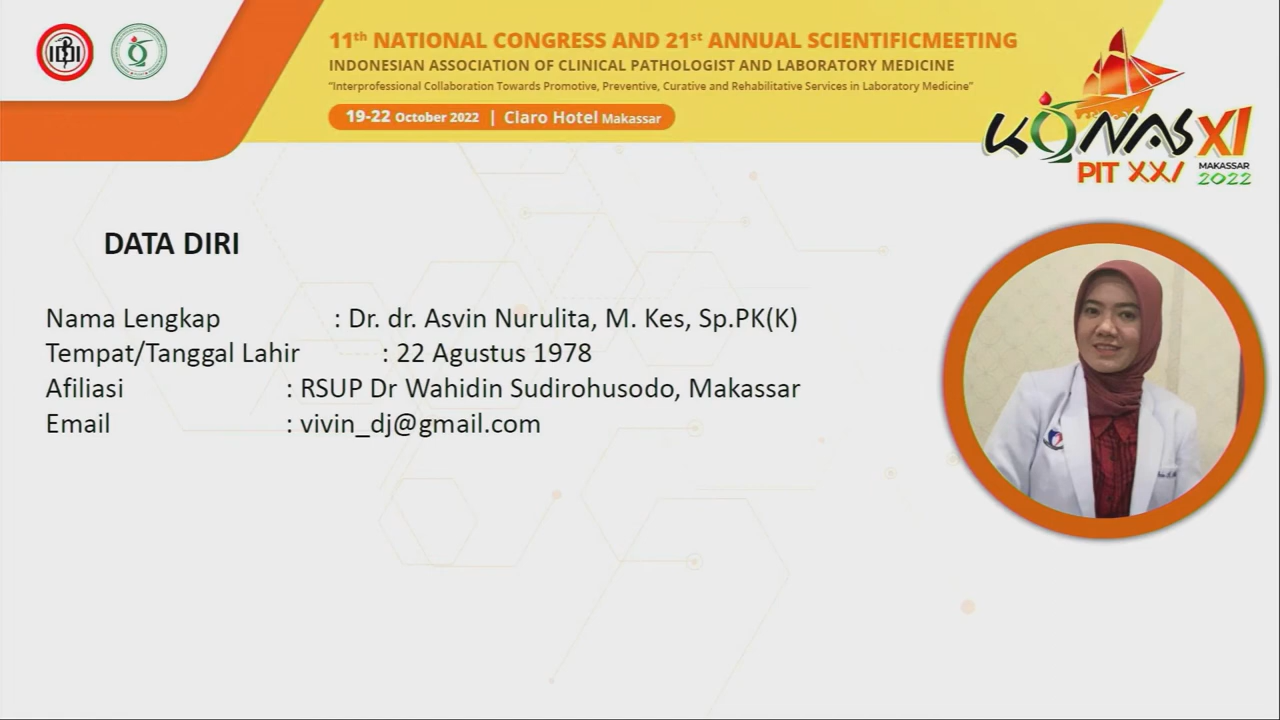 11th NATIONAL CONGRESS AND 21st ANNUAL SCIENTIFICMEETING
INDONESIAN ASSOCIATION OF CLINICAL PATHOLOGIST AND LABORATORY MEDICINE
"Interprofessional Collaboration Towards Promotive, Preventive, Curative and Rehabilitative Services in Laboratory Medicine"
19-22 October 2022 | Claro Hotel Makassar
KONAS XI
PIT XXI MAKASSAR 2022
DATA DIRI
Nama Lengkap : Dr. dr. Asvin Nurulita, M. Kes, Sp.PK(K)
Tempat/Tanggal Lahir : 22 Agustus 1978
Afiliasi : RSUP Dr Wahidin Sudirohusodo, Makassar
Email : vivin_dj@gmail.com